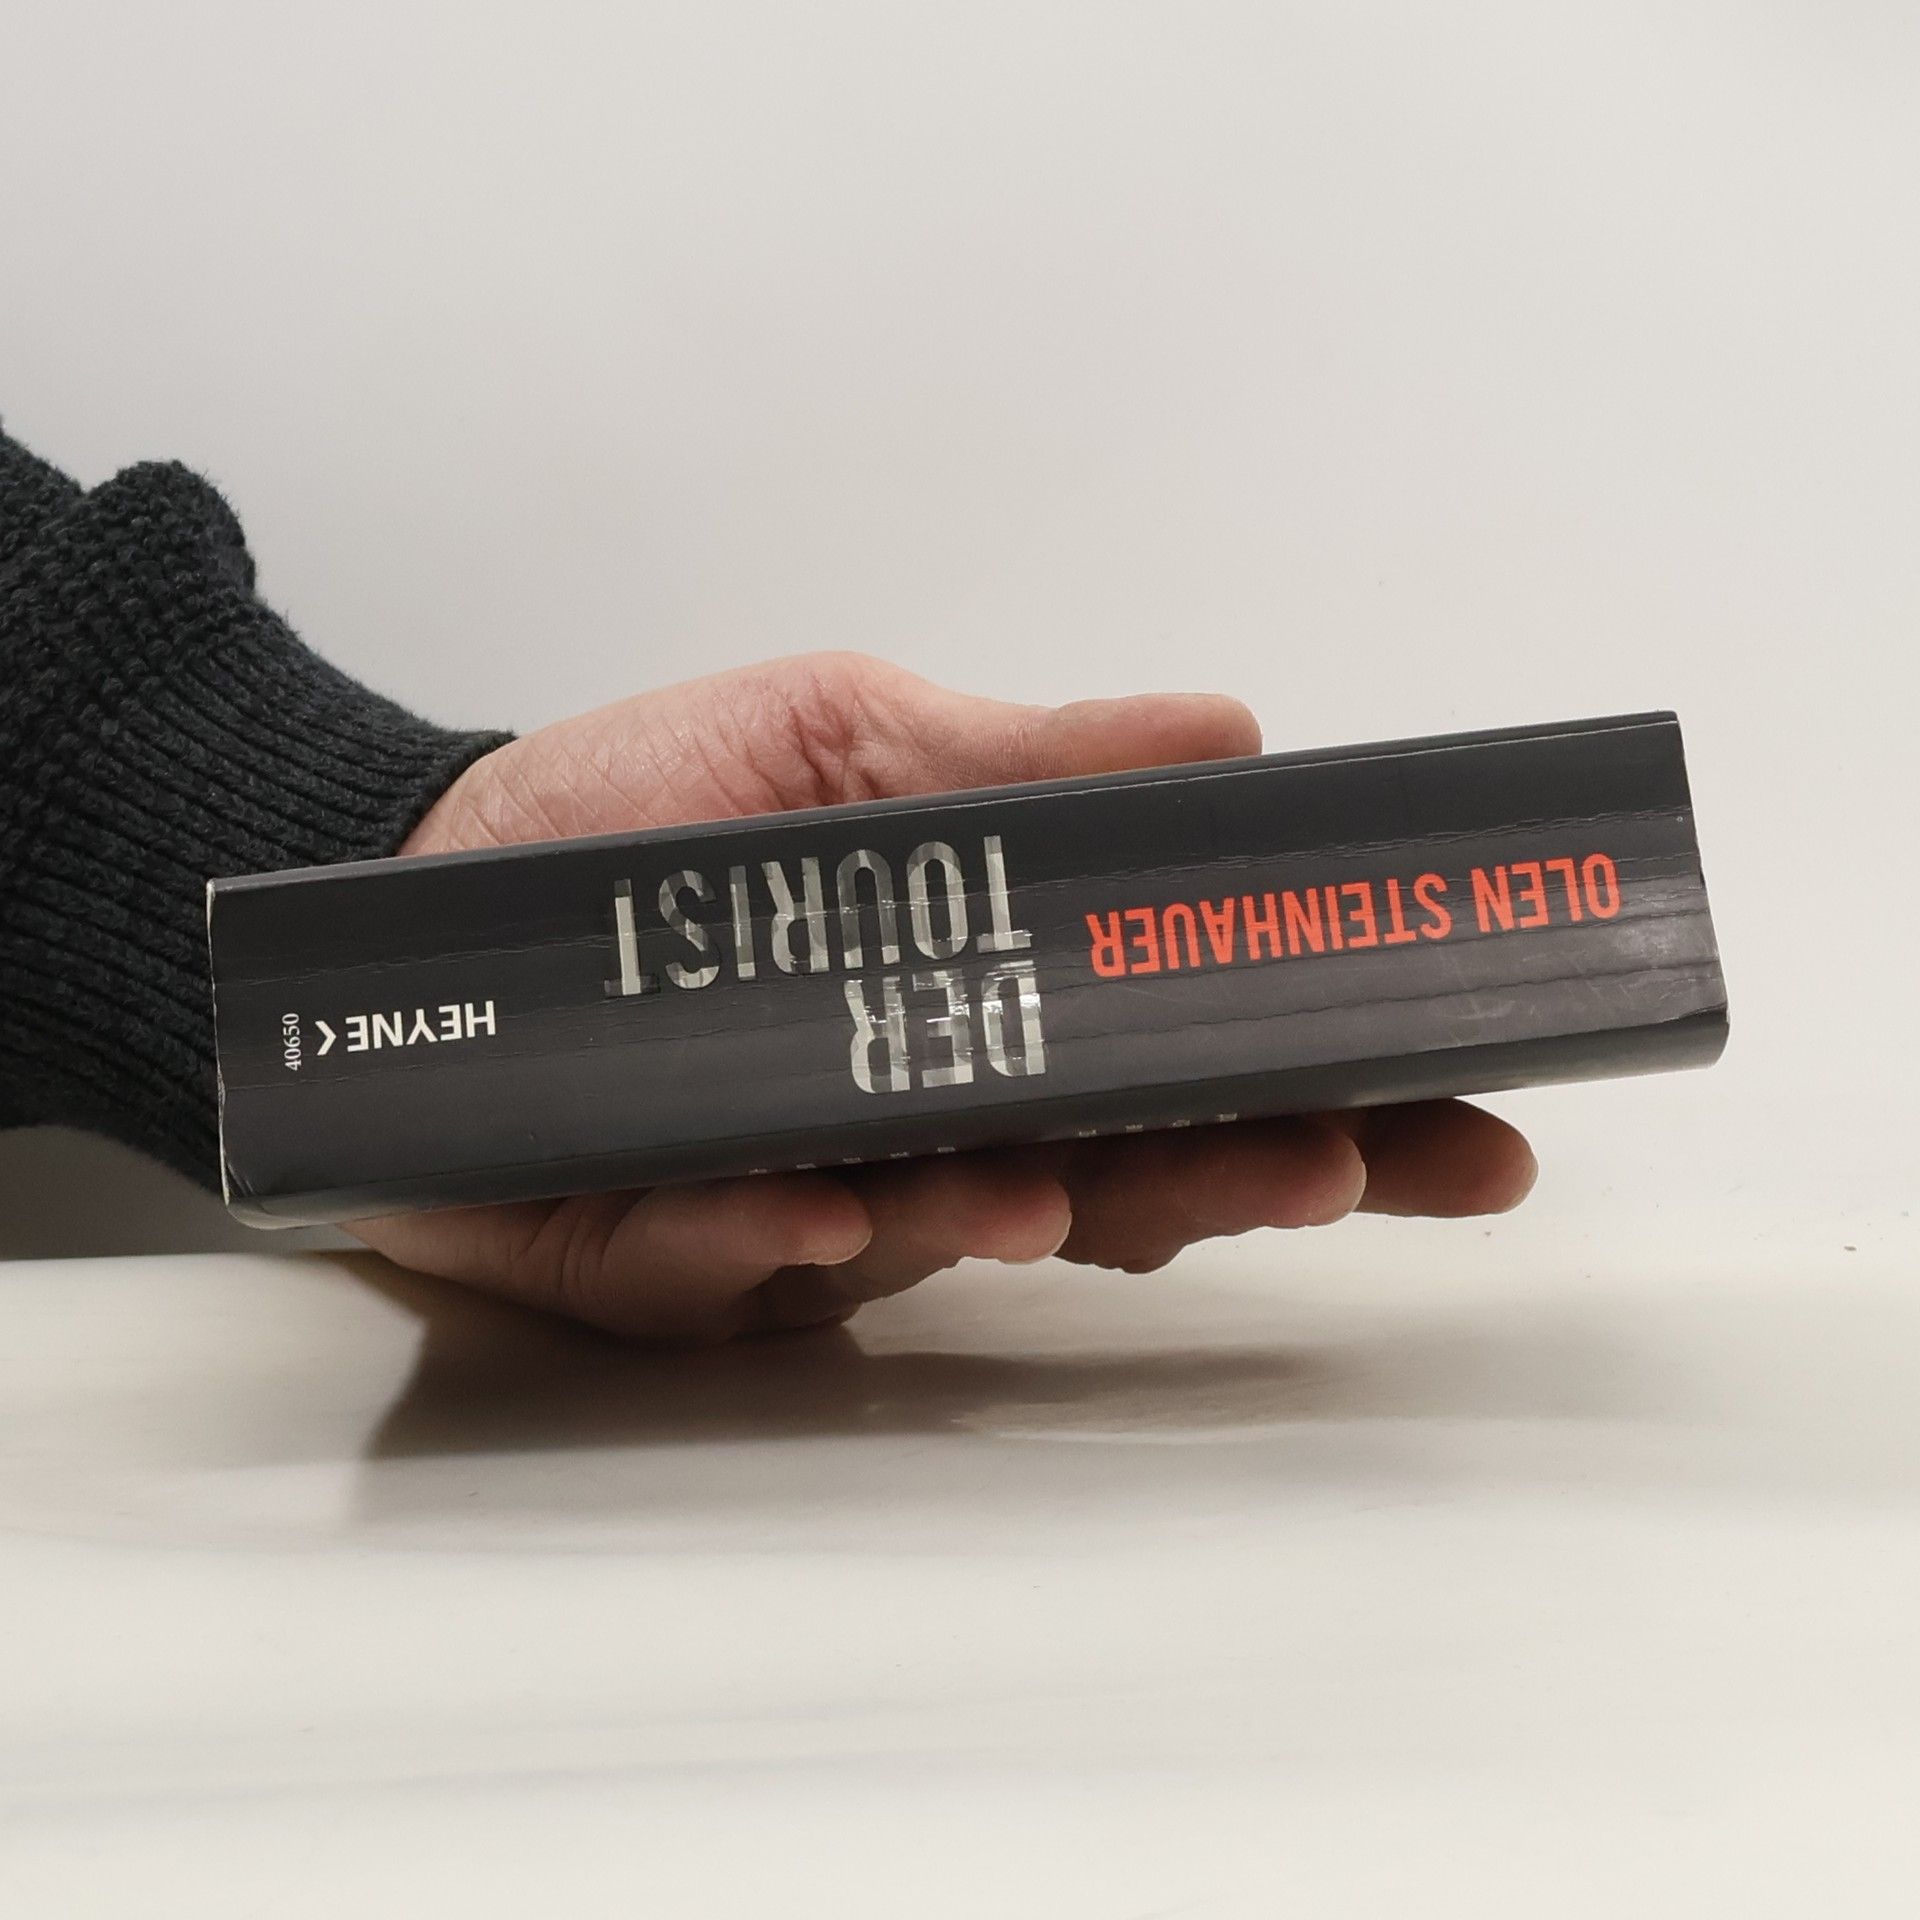 OLEN STEINHAUER
DER
TOURIST
HEYNE<
40650